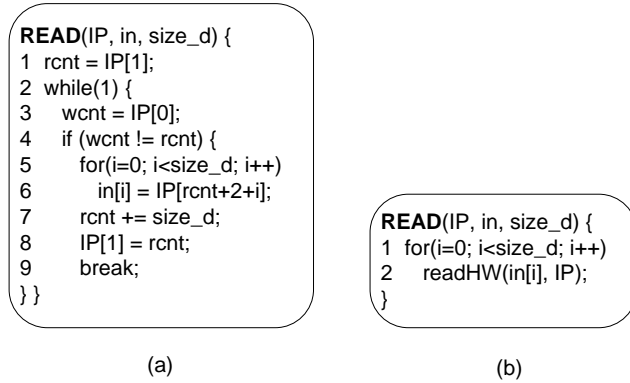 READ(IP, in, size_d) {
1 rcnt = IP[1];
2 while(1) {
3 wcnt = IP[0];
4 if (wcnt != rcnt) {
5 for(i=0; i<size_d; i++)
6 in[i] = IP[rcnt+2+i];
7 rcnt += size_d;
8 IP[1] = rcnt;
9 break;
} }
(a)
READ(IP, in, size_d) {
1 for(i=0; i<size_d; i++)
2 readHW(in[i], IP);
}
(b)